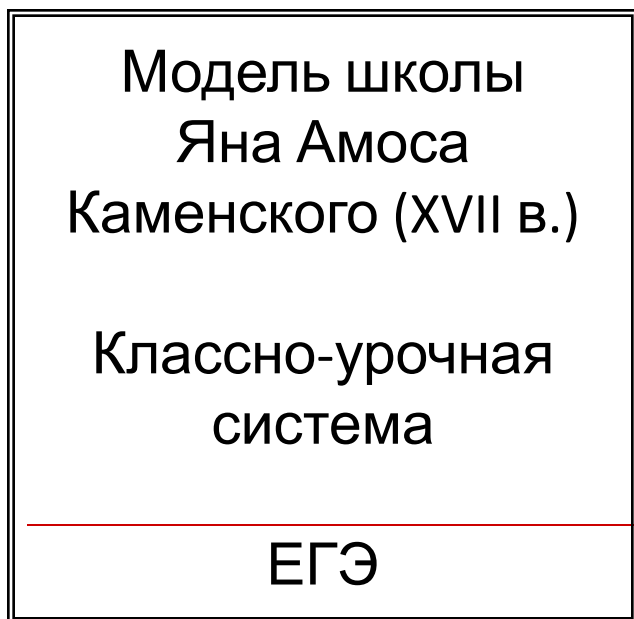 Модель школы
Яна Амоса
Каменского (XVII в.)
Классно-урочная
система
ЕГЭ